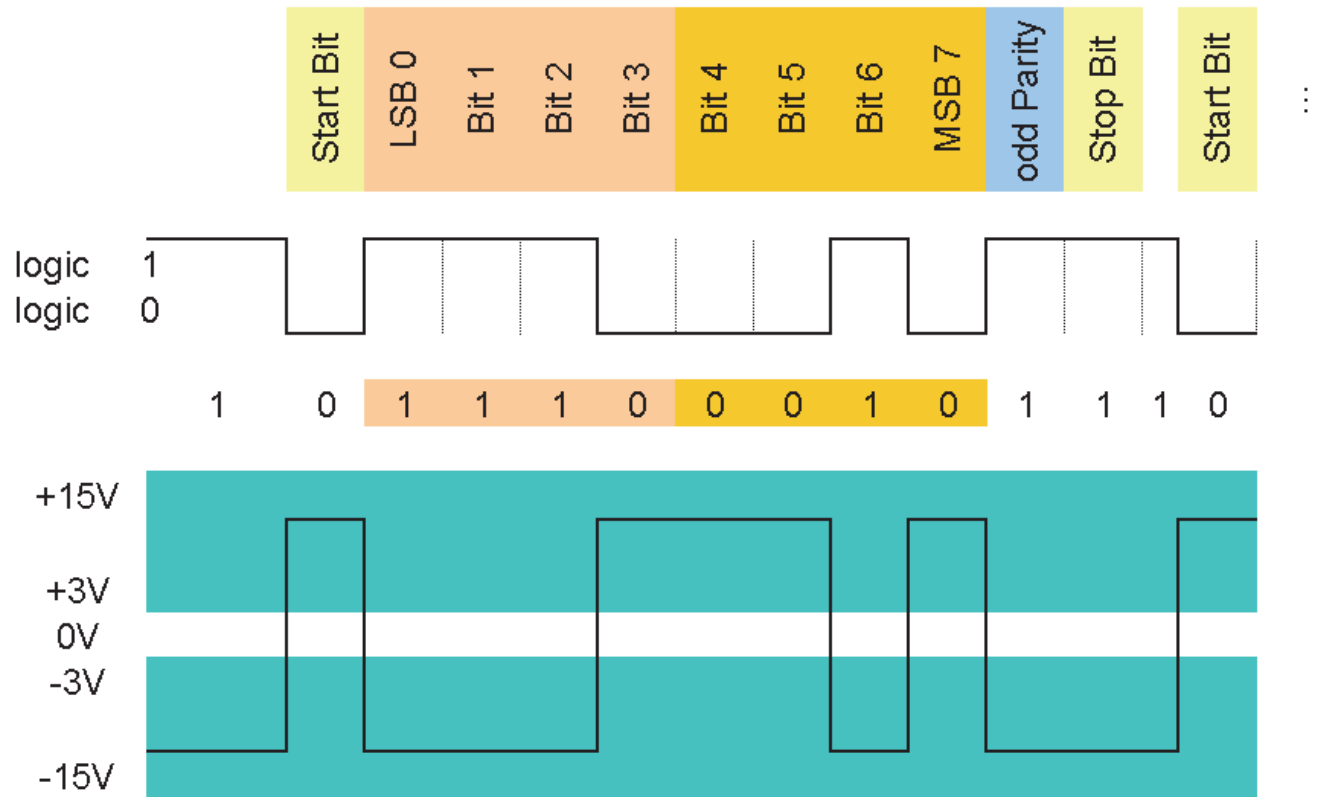 Start Bit LSB 0 Bit 1 Bit 2 Bit 3 Bit 4 Bit 5 Bit 6 MSB 7 odd Parity Stop Bit Start Bit ...
logic 1
logic 0
1 0 1 1 1 0 0 0 1 0 1 1 1 0
+15V
+3V
0V
-3V
-15V